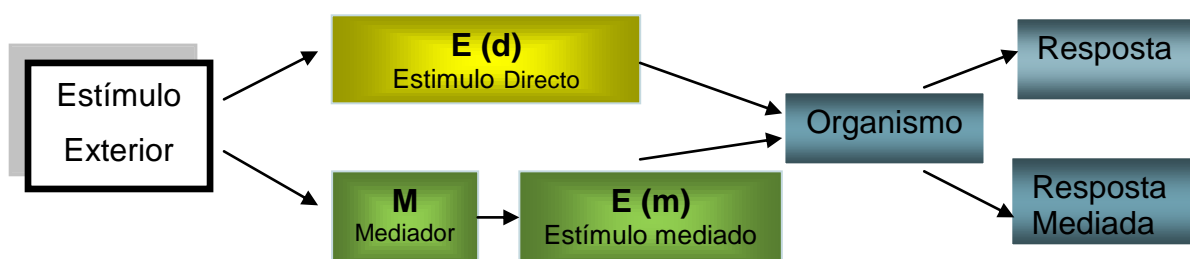 Estímulo
Exterior
E (d)
Estimulo Directo
M
Mediador
E (m)
Estímulo mediado
Organismo
Resposta
Resposta
Mediada